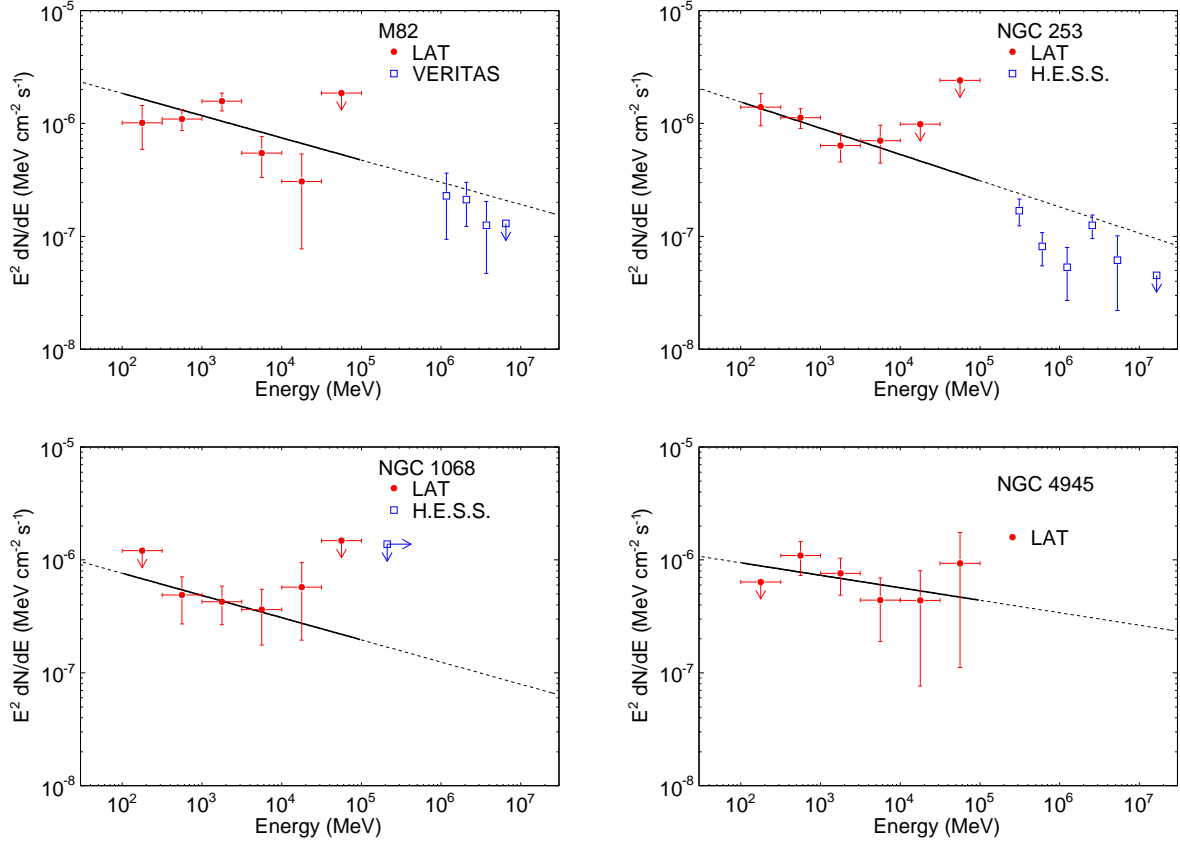 M82
LAT
VERITAS
10^-5
10^-6
10^-7
10^-8
E^2 dN/dE (MeV cm^-2 s^-1)
10^2 10^3 10^4 10^5 10^6 10^7
Energy (MeV)
NGC 253
LAT
H.E.S.S.
10^-5
10^-6
10^-7
10^-8
E^2 dN/dE (MeV cm^-2 s^-1)
10^2 10^3 10^4 10^5 10^6 10^7
Energy (MeV)
NGC 1068
LAT
H.E.S.S.
10^-5
10^-6
10^-7
10^-8
E^2 dN/dE (MeV cm^-2 s^-1)
10^2 10^3 10^4 10^5 10^6 10^7
Energy (MeV)
NGC 4945
LAT
10^-5
10^-6
10^-7
10^-8
E^2 dN/dE (MeV cm^-2 s^-1)
10^2 10^3 10^4 10^5 10^6 10^7
Energy (MeV)